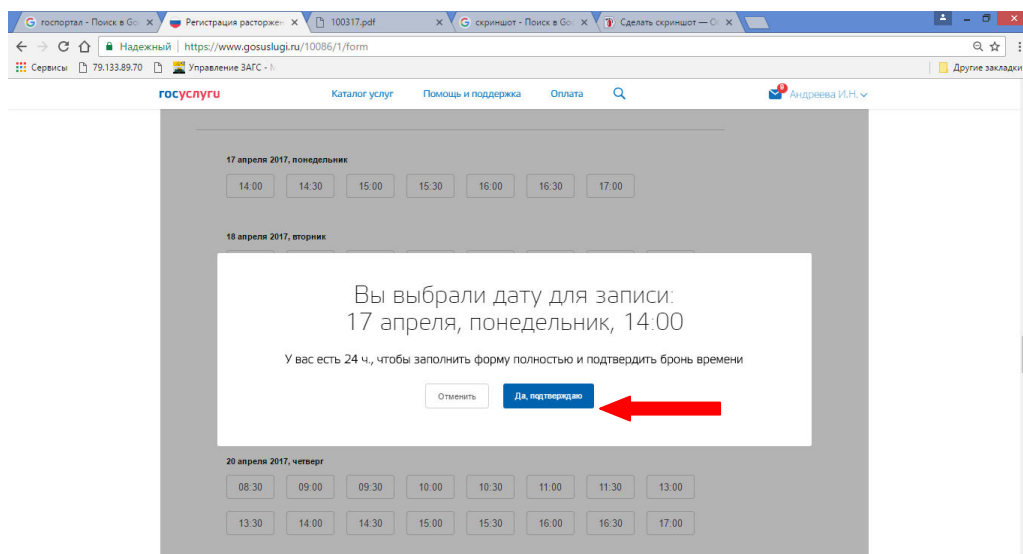 госпортал - Поиск в Go
Регистрация расторжен
100317.pdf
скриншот - Поиск в Go
Сделать скриншот — О
Надежный https://www.gosuslugi.ru/10086/1/form
Сервисы 79.133.89.70 Управление ЗАГС - Другие закладки
госуслуги Каталог услуг Помощь и поддержка Оплата Андреева И.Н.
17 апреля 2017, понедельник
14:00 14:30 15:00 15:30 16:00 16:30 17:00
18 апреля 2017, вторник
Вы выбрали дату для записи:
17 апреля, понедельник, 14:00
У вас есть 24 ч., чтобы заполнить форму полностью и подтвердить бронь времени
Отменить Да, подтверждаю
20 апреля 2017, четверг
08:30 09:00 09:30 10:00 10:30 11:00 11:30 13:00
13:30 14:00 14:30 15:00 15:30 16:00 16:30 17:00